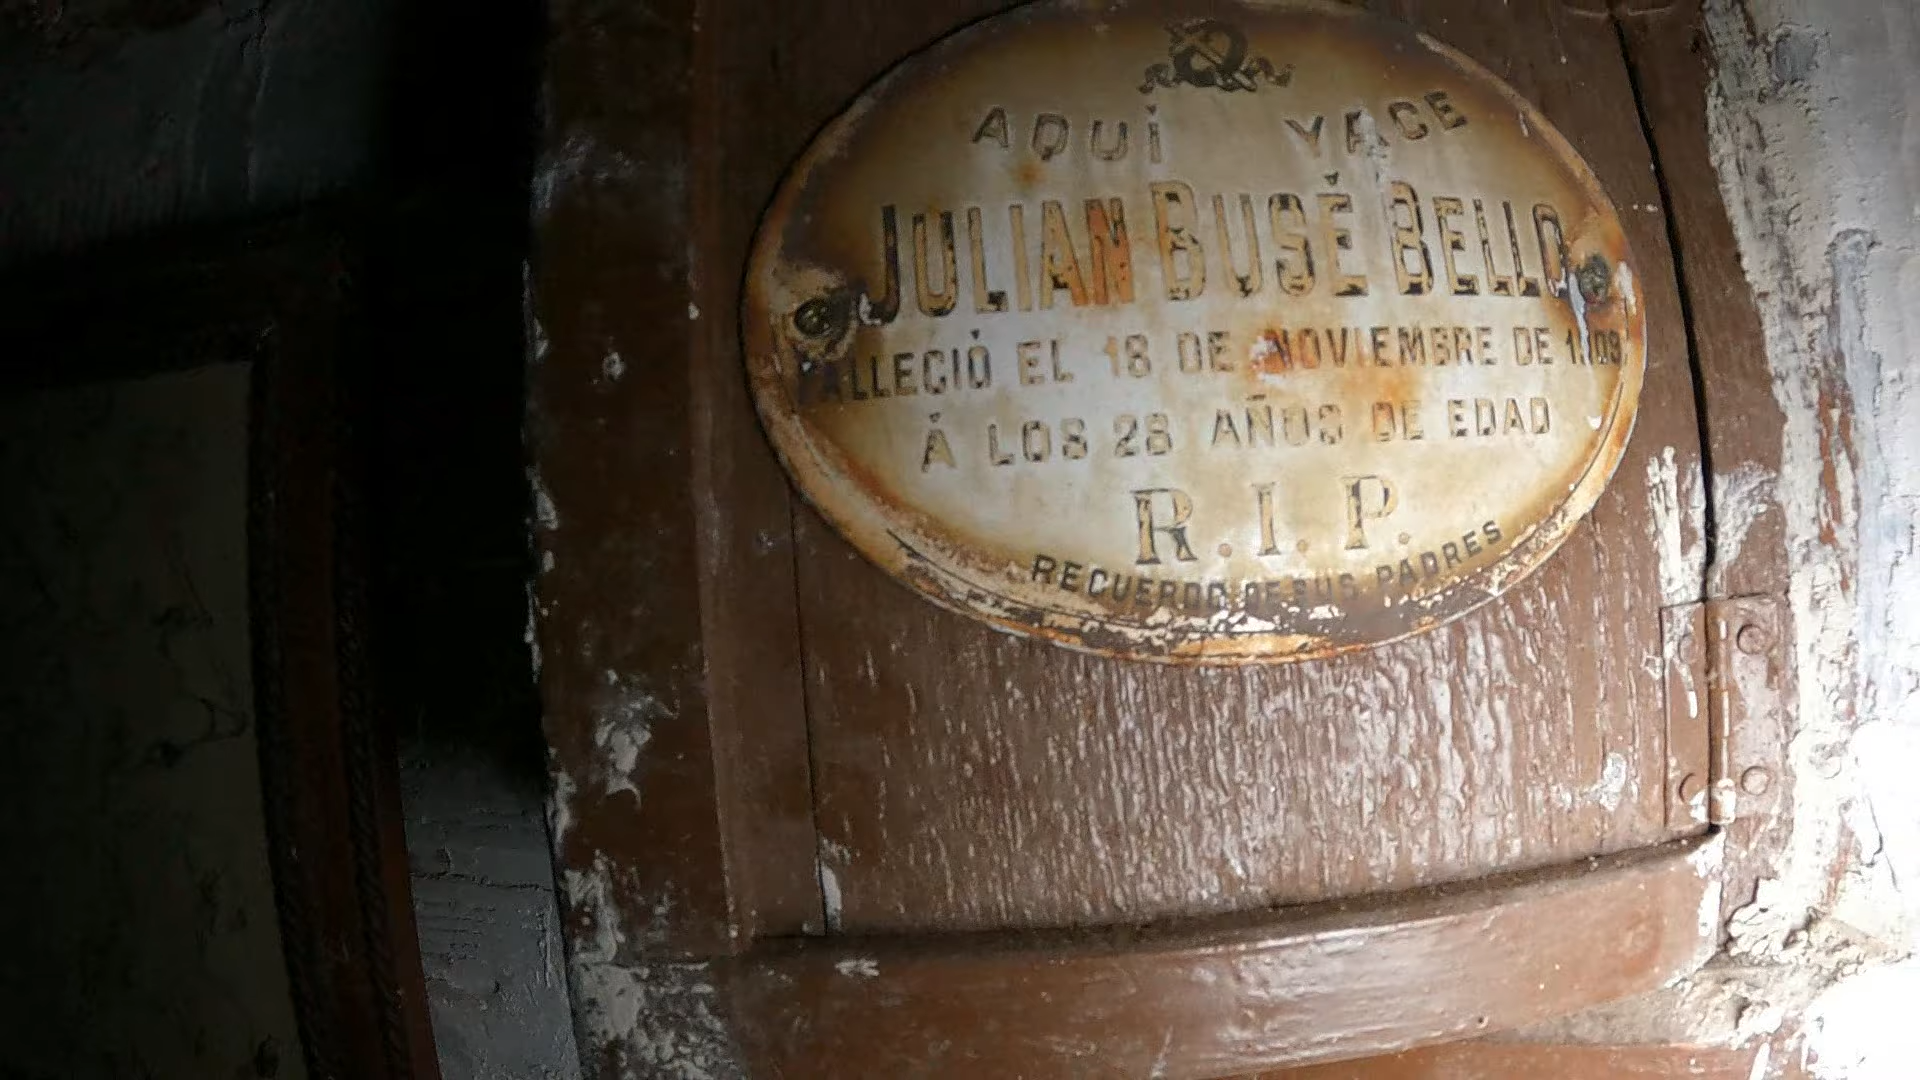 AQUÍ YACE
JULIAN BUSÉ BELLO
FALLECIÓ EL 18 DE NOVIEMBRE DE
Á LOS 28 AÑOS DE EDAD
R.I.P.
RECUERDO DE SUS PADRES